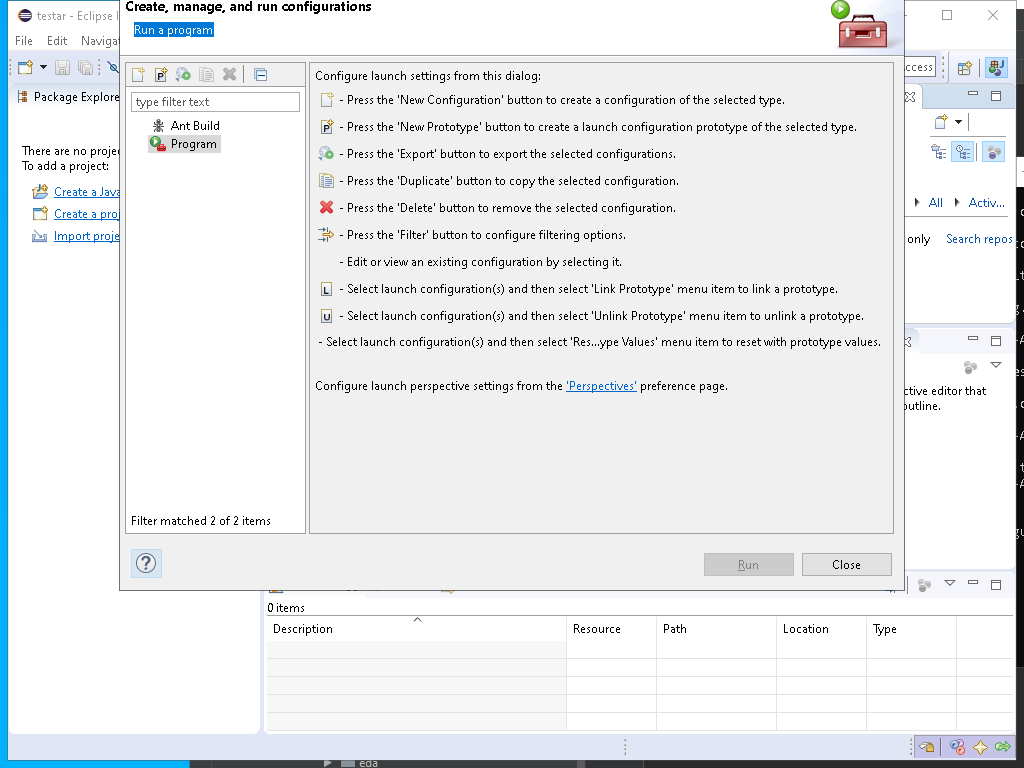 testar - Eclipse I
Create, manage, and run configurations
Run a program
File Edit Naviga
ccess
type filter text
Ant Build
Program
Filter matched 2 of 2 items
Configure launch settings from this dialog:
- Press the 'New Configuration' button to create a configuration of the selected type.
- Press the 'New Prototype' button to create a launch configuration prototype of the selected type.
- Press the 'Export' button to export the selected configurations.
- Press the 'Duplicate' button to copy the selected configuration.
- Press the 'Delete' button to remove the selected configuration.
- Press the 'Filter' button to configure filtering options.
- Edit or view an existing configuration by selecting it.
L - Select launch configuration(s) and then select 'Link Prototype' menu item to link a prototype.
U - Select launch configuration(s) and then select 'Unlink Prototype' menu item to unlink a prototype.
- Select launch configuration(s) and then select 'Res...ype Values' menu item to reset with prototype values.
Configure launch perspective settings from the 'Perspectives' preference page.
Run
Close
Package Explore
There are no projec
To add a project:
Create a Java
Create a proj
Import proje
All
Activ...
only
Search repos
ctive editor that
outline.
0 items
Description Resource Path Location Type
eda